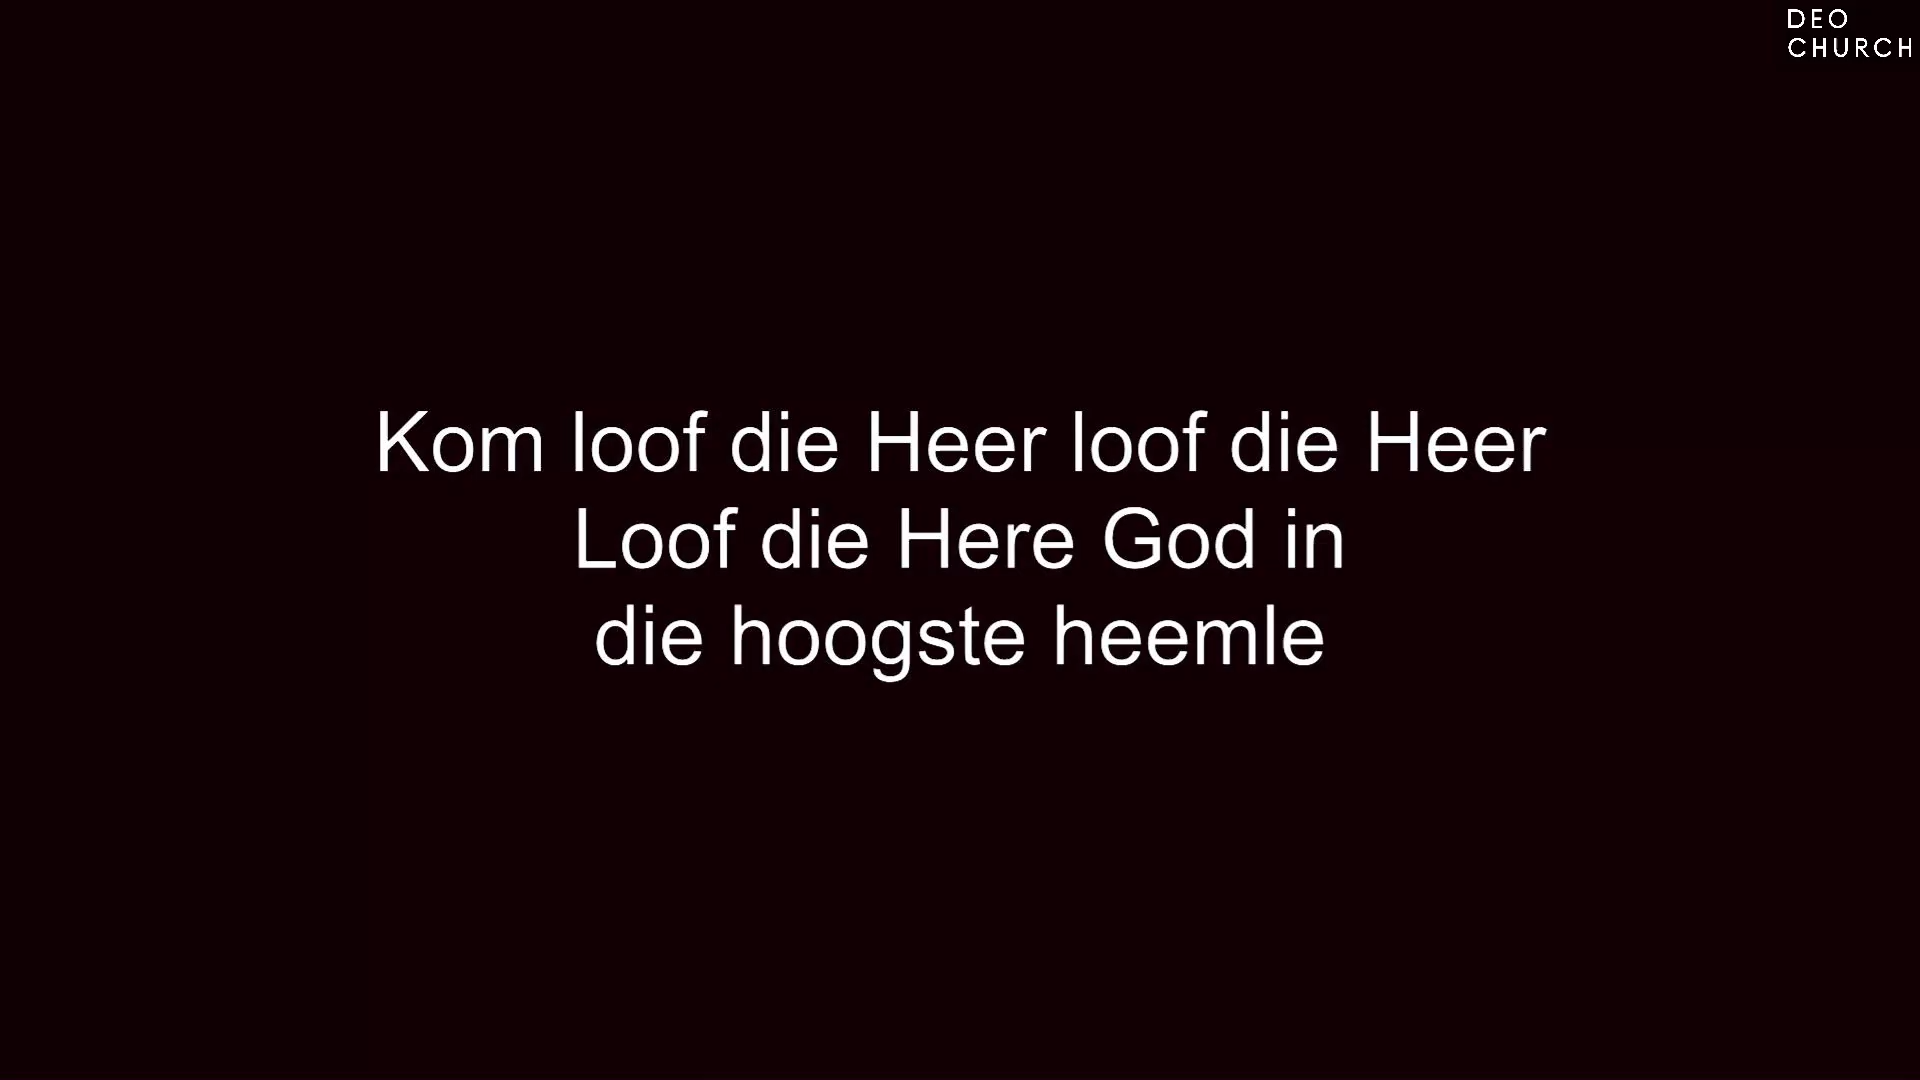 DEO
CHURCH
Kom loof die Heer loof die Heer
Loof die Here God in
die hoogste heemle